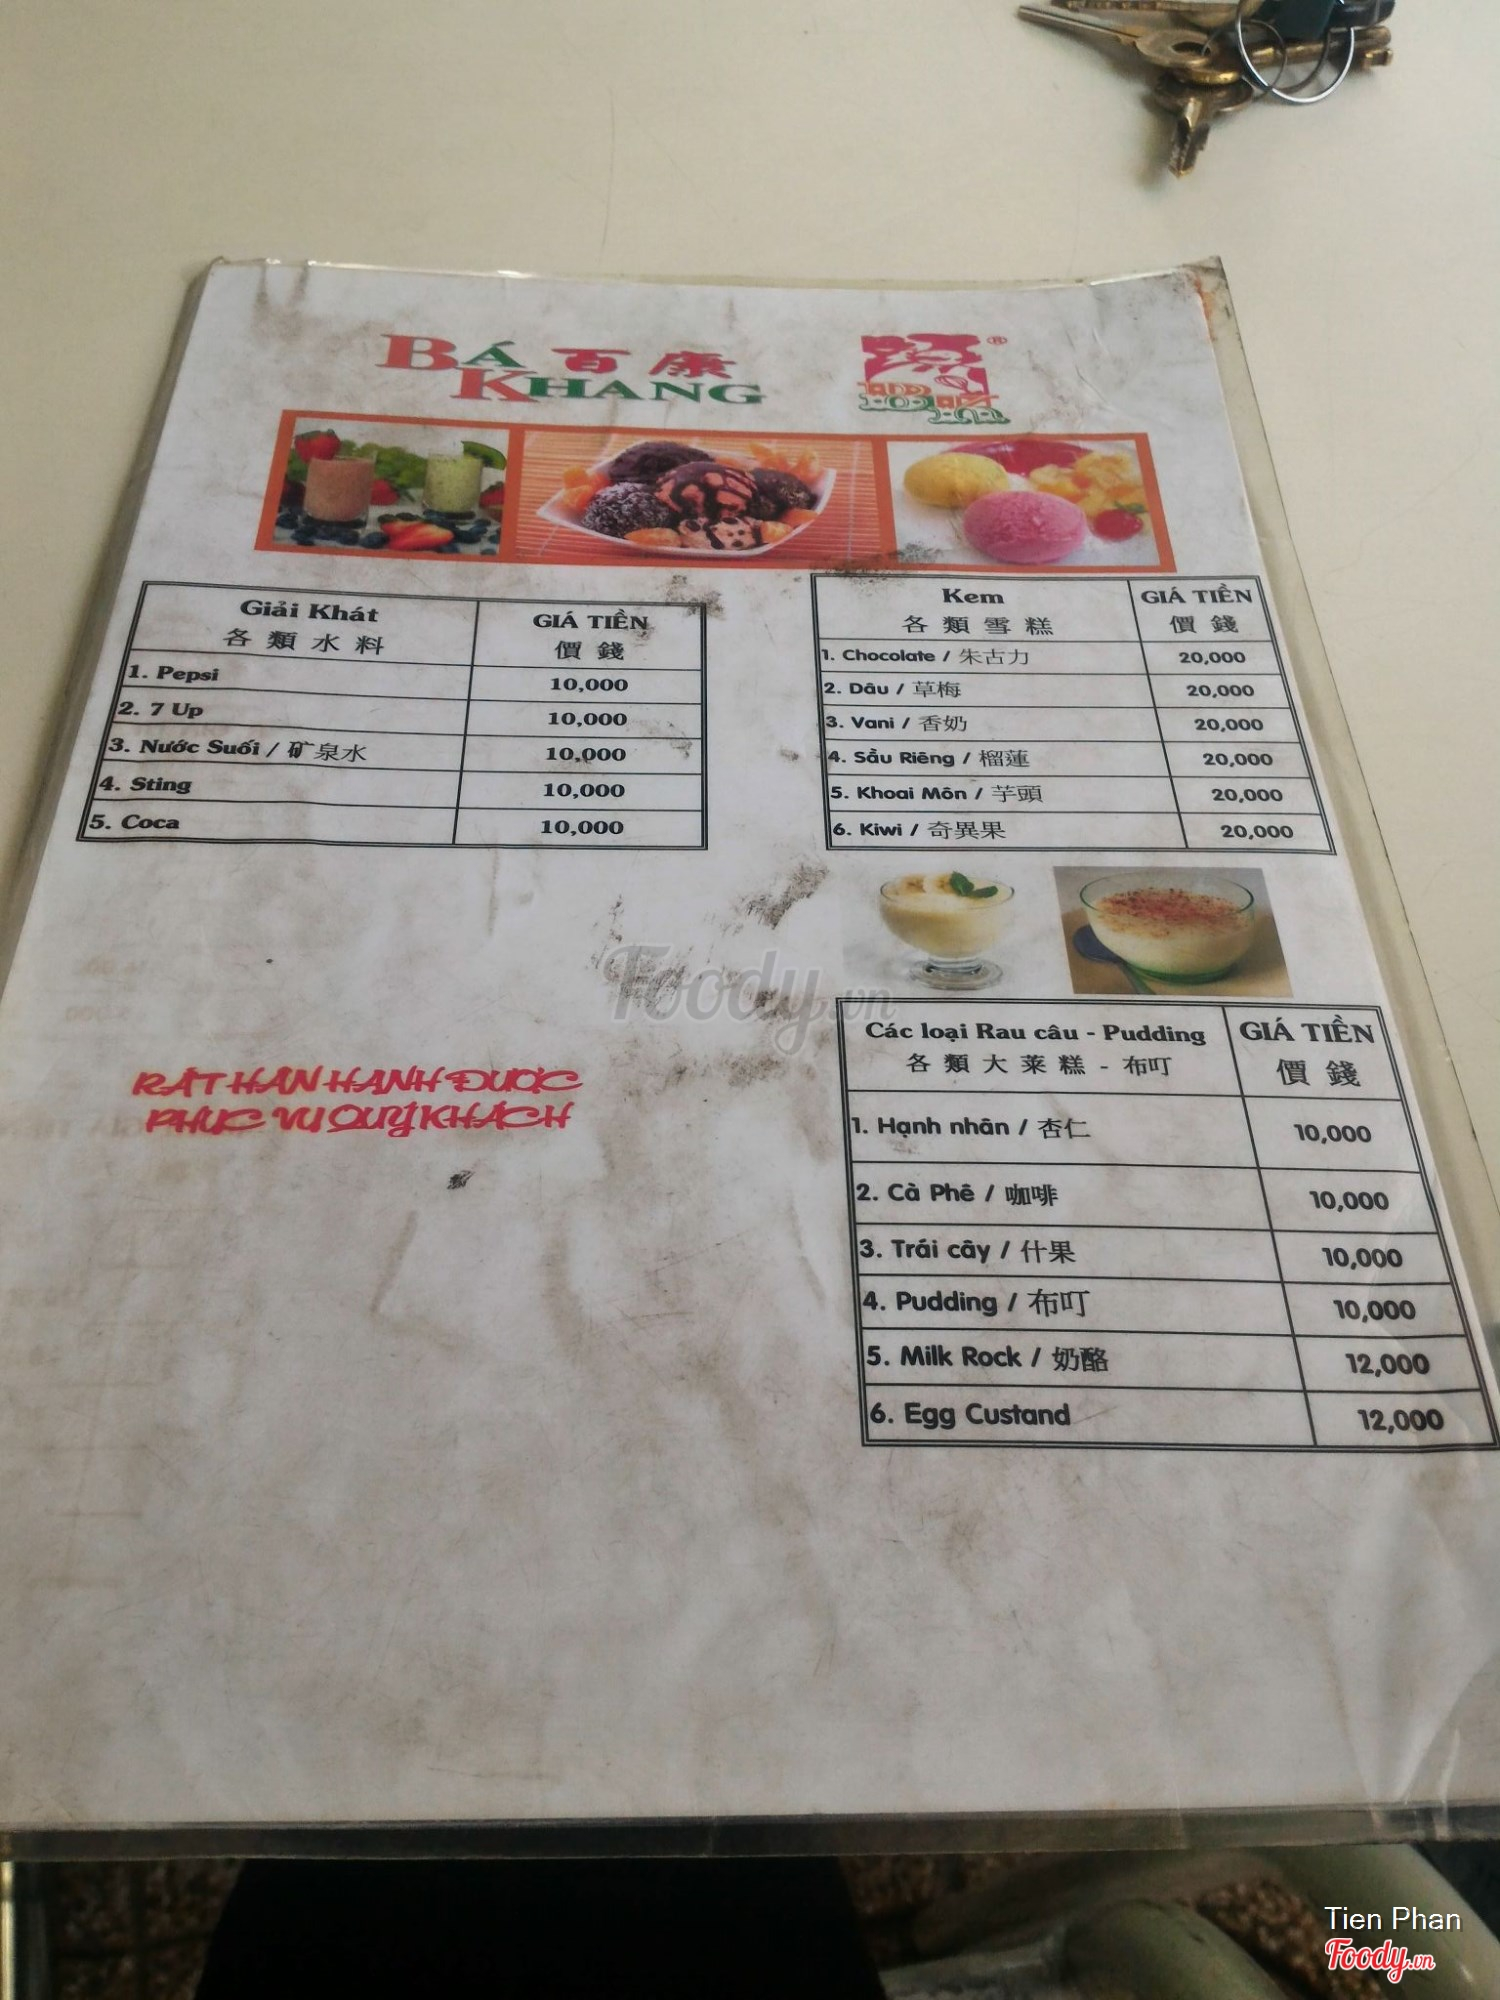 BÁ 百康
KHANG
®
Giải Khát
各類水料
GIÁ TIỀN
價錢
1. Pepsi 10,000
2. 7 Up 10,000
3. Nước Suối / 矿泉水 10,000
4. Sting 10,000
5. Coca 10,000
Kem
各類雪糕
GIÁ TIỀN
價錢
1. Chocolate / 朱古力 20,000
2. Dâu / 草梅 20,000
3. Vani / 香奶 20,000
4. Sầu Riêng / 榴蓮 20,000
5. Khoai Môn / 芋頭 20,000
6. Kiwi / 奇異果 20,000
Foody.vn
RẤT HÂN HẠNH ĐƯỢC
PHỤC VỤ QUÝ KHÁCH
Các loại Rau câu - Pudding
各類大菜糕 - 布叮
GIÁ TIỀN
價錢
1. Hạnh nhân / 杏仁 10,000
2. Cà Phê / 咖啡 10,000
3. Trái cây / 什果 10,000
4. Pudding / 布叮 10,000
5. Milk Rock / 奶酪 12,000
6. Egg Custand 12,000
Tien Phan
Foody.vn